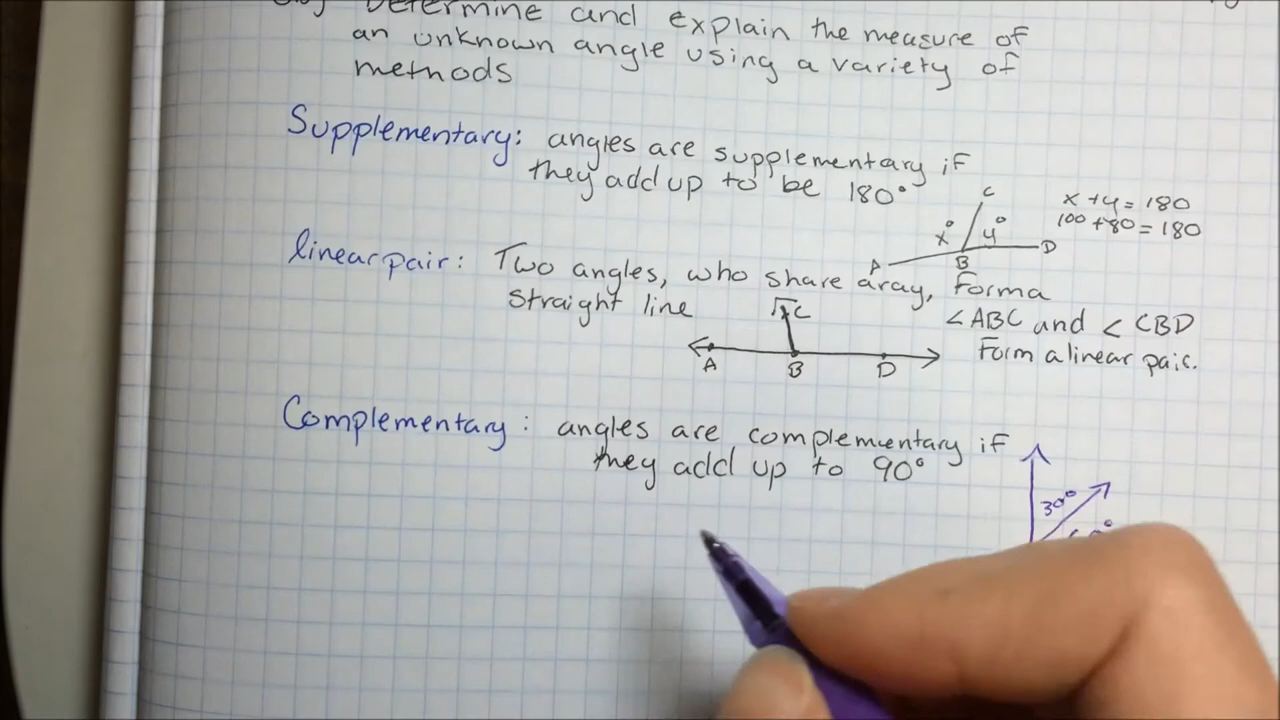 Determine and explain the measure of
an unknown angle using a variety of
methods
Supplementary: angles are supplementary if
they add up to be 180°
C
x + y = 180
100 + 80 = 180
x° y°
A B D
linear pair: Two angles, who share aray, forma
straight line
C
A B D
∠ABC and ∠CBD
form a linear pair.
Complementary: angles are complementary if
they add up to 90°
30°